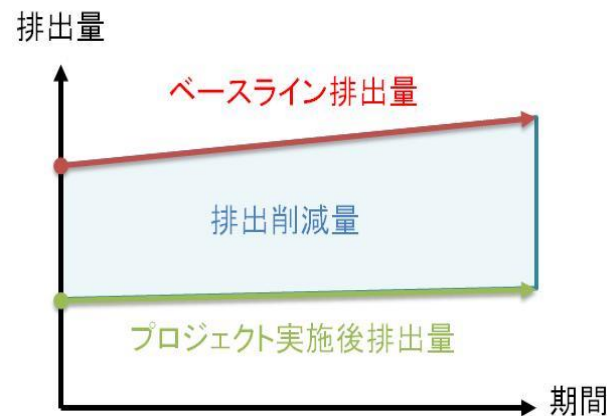 排出量
ベースライン排出量
排出削減量
プロジェクト実施後排出量
期間